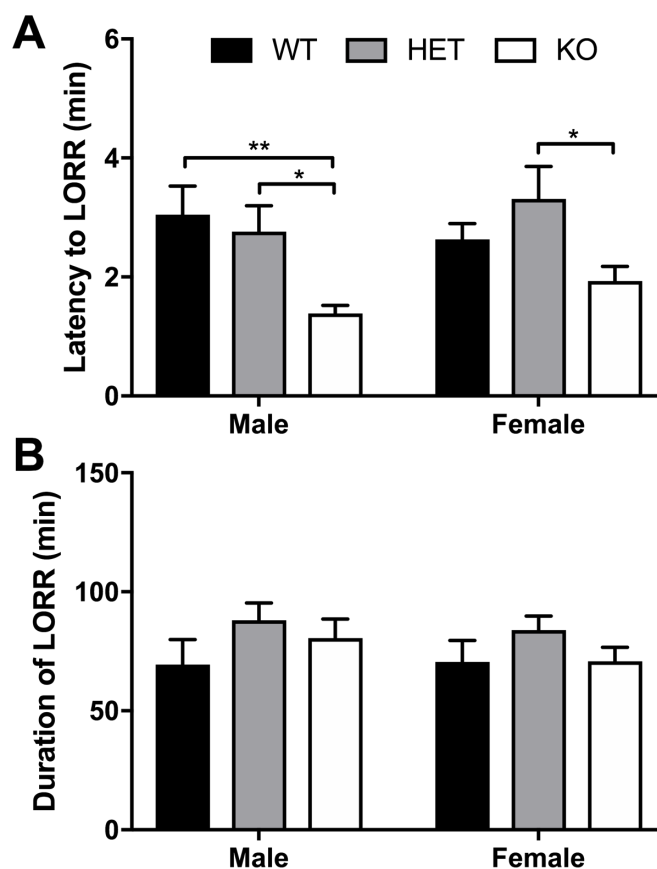 A
Latency to LORR (min)
6
4
2
0
WT HET KO
**
*
*
Male Female
B
Duration of LORR (min)
150
100
50
0
Male Female